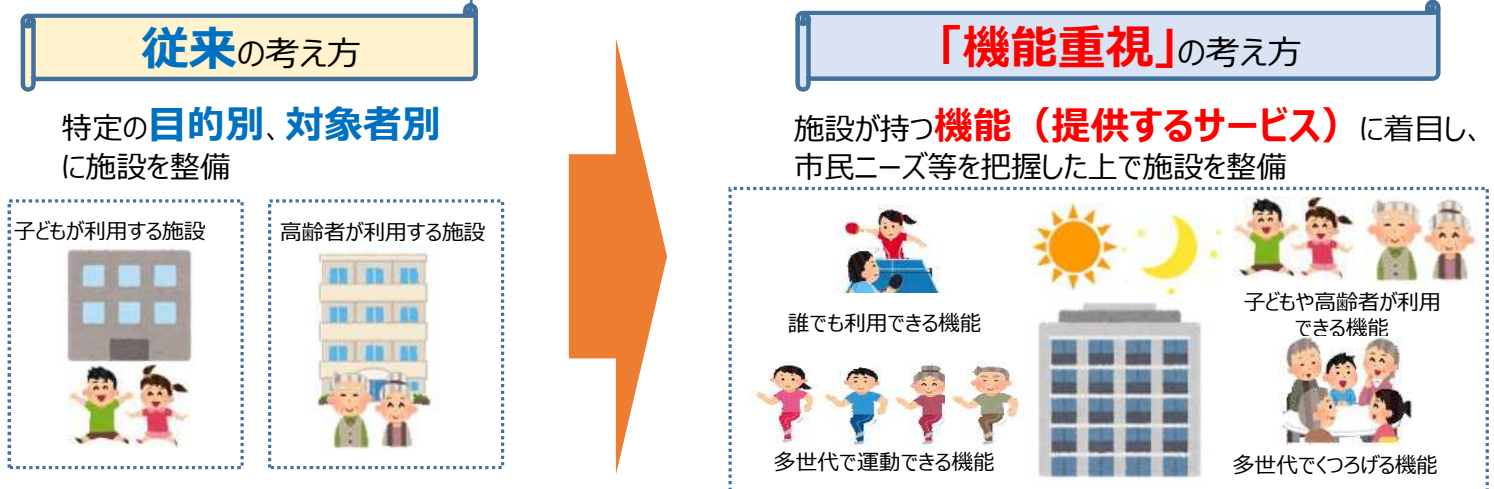 従来の考え方
特定の目的別、対象者別
に施設を整備
子どもが利用する施設
高齢者が利用する施設
「機能重視」の考え方
施設が持つ機能（提供するサービス）に着目し、
市民ニーズ等を把握した上で施設を整備
誰でも利用できる機能
子どもや高齢者が利用
できる機能
多世代で運動できる機能
多世代でくつろげる機能